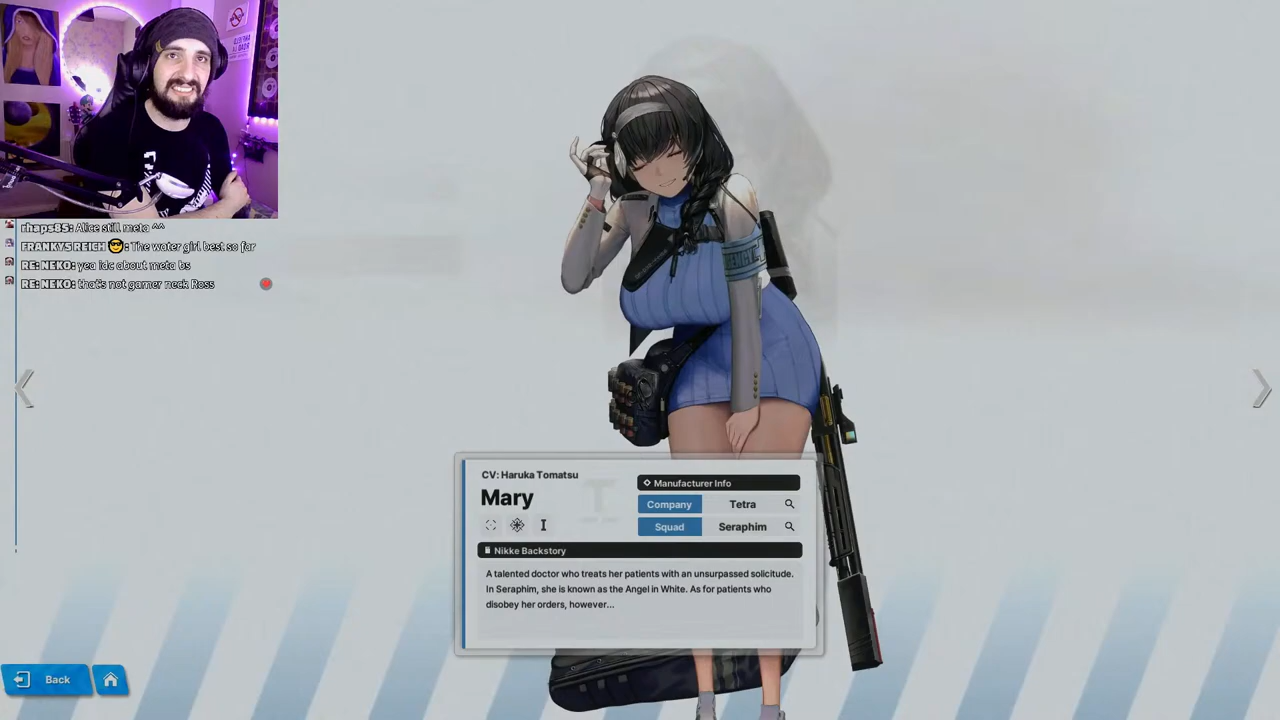 rhaps85: Alice still meta ^^
FRANKYS REICH 😎: The water girl best so far
RE: NEKO: yea idc about meta bs
RE: NEKO: that's not gamer neck Ross
CV: Haruka Tomatsu
Mary
Manufacturer Info
Company Tetra
Squad Seraphim
Nikke Backstory
A talented doctor who treats her patients with an unsurpassed solicitude.
In Seraphim, she is known as the Angel in White. As for patients who
disobey her orders, however...
Back